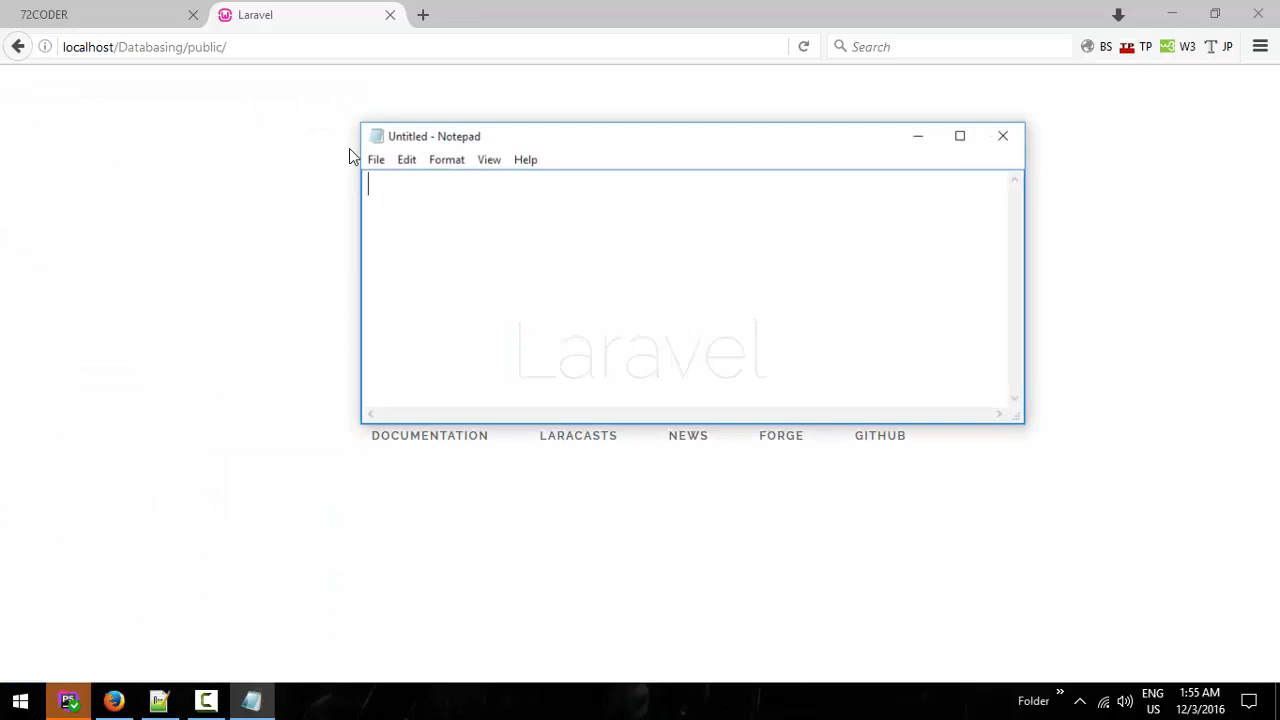 72CODER
Laravel
localhost/Databasing/public/
Search
BS
TP
W3
JP
Untitled - Notepad
File Edit Format View Help
Laravel
DOCUMENTATION LARACASTS NEWS FORGE GITHUB
Folder
ENG
US
1:55 AM
12/3/2016